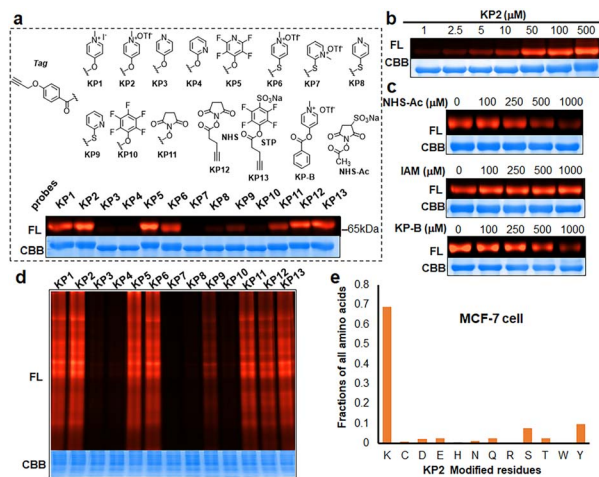 a
Tag
KP1 KP2 KP3 KP4 KP5 KP6 KP7 KP8
KP9 KP10 KP11 KP12 NHS KP13 STP KP-B NHS-Ac
probes KP1 KP2 KP3 KP4 KP5 KP6 KP7 KP8 KP9 KP10 KP11 KP12 KP13
FL –65kDa
CBB
b
KP2 (μM)
1 2.5 5 10 50 100 500
FL
CBB
c
NHS-Ac (μM) 0 100 250 500 1000
FL
CBB
IAM (μM) 0 100 250 500 1000
FL
CBB
KP-B (μM) 0 100 250 500 1000
FL
CBB
d
KP1 KP2 KP3 KP4 KP5 KP6 KP7 KP8 KP9 KP10 KP11 KP12 KP13
FL
CBB
e
Fractions of all amino acids
0.8
0.7
0.6
0.5
0.4
0.3
0.2
0.1
0
MCF-7 cell
K C D E H N Q R S T W Y
KP2 Modified residues